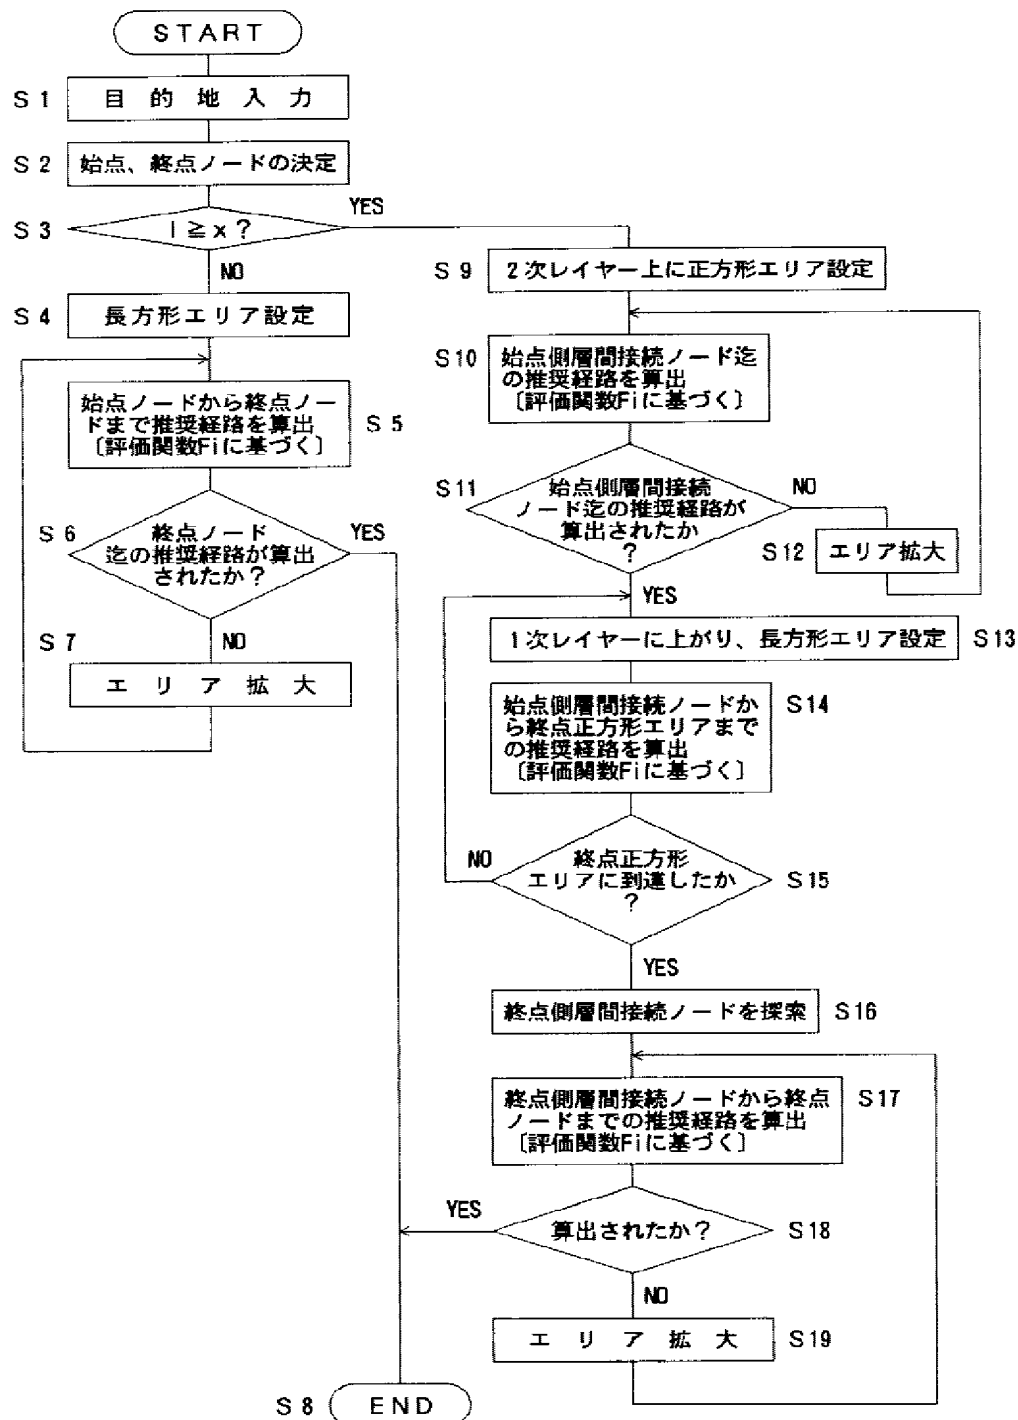 START
S1
目的地入力
S2
始点、終点ノードの決定
S3
l≧x?
YES
NO
S4
長方形エリア設定
始点ノードから終点ノー
ドまで推奨経路を算出
〔評価関数Fiに基づく〕
S5
S6
終点ノード
迄の推奨経路が算出
されたか?
YES
NO
S7
エリア拡大
S8
END
S9
2次レイヤー上に正方形エリア設定
S10
始点側層間接続ノード迄
の推奨経路を算出
〔評価関数Fiに基づく〕
S11
始点側層間接続
ノード迄の推奨経路が
算出されたか
?
NO
S12
エリア拡大
YES
1次レイヤーに上がり、長方形エリア設定
S13
始点側層間接続ノードか
ら終点正方形エリアまで
の推奨経路を算出
〔評価関数Fiに基づく〕
S14
NO
終点正方形
エリアに到達したか
?
S15
YES
終点側層間接続ノードを探索
S16
終点側層間接続ノードから終点
ノードまでの推奨経路を算出
〔評価関数Fiに基づく〕
S17
YES
算出されたか?
S18
NO
エリア拡大
S19